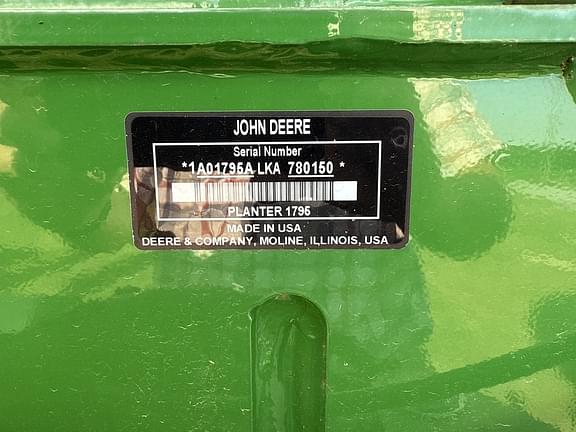 JOHN DEERE
Serial Number
*1A01795A LKA 780150 *
PLANTER 1795
MADE IN USA
DEERE & COMPANY, MOLINE, ILLINOIS, USA